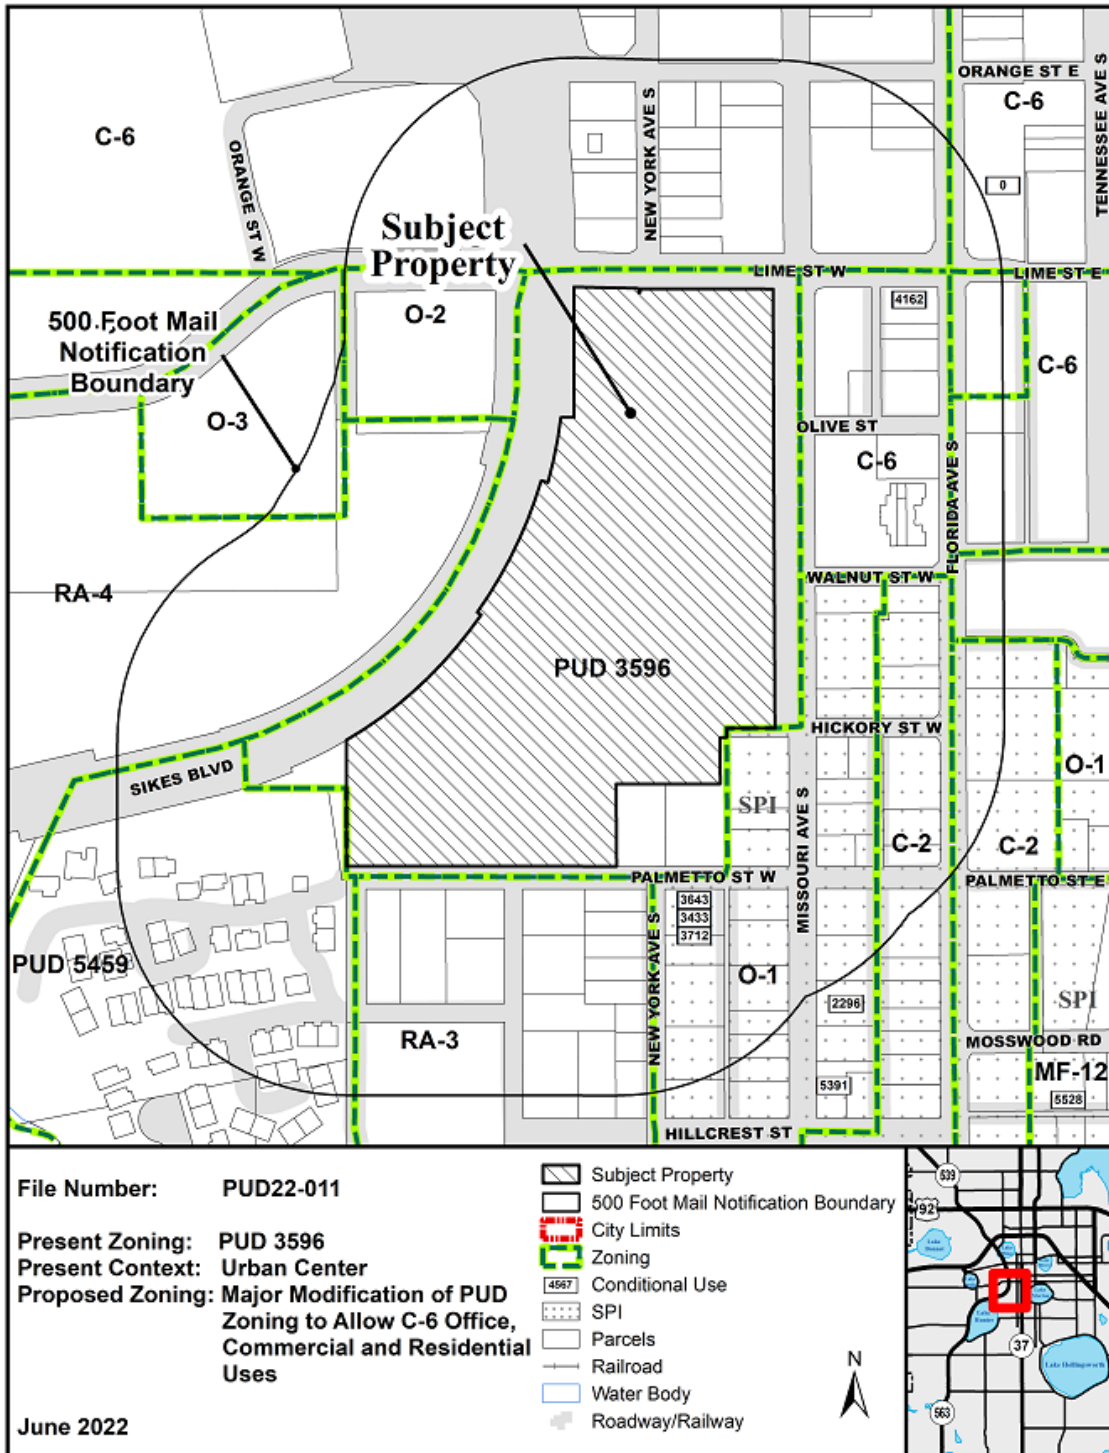 ORANGE ST E
C-6
TENNESSEE AVE S
C-6
ORANGE ST W
NEW YORK AVE S
0
Subject
Property
LIME ST W
LIME ST E
500 Foot Mail
Notification
Boundary
O-2
4162
C-6
O-3
OLIVE ST
C-6
FLORIDA AVE S
RA-4
WALNUT ST W
PUD 3596
HICKORY ST W
SIKES BLVD
O-1
SPI
MISSOURI AVE S
C-2
C-2
PALMETTO ST W
PALMETTO ST E
3643
3433
3712
NEW YORK AVE S
PUD 5459
O-1
2296
SPI
RA-3
MOSSWOOD RD
MF-12
5391
5528
HILLCREST ST
File Number: PUD22-011
Present Zoning: PUD 3596
Present Context: Urban Center
Proposed Zoning: Major Modification of PUD
Zoning to Allow C-6 Office,
Commercial and Residential
Uses
June 2022
Subject Property
500 Foot Mail Notification Boundary
City Limits
Zoning
4567 Conditional Use
SPI
Parcels
Railroad
Water Body
Roadway/Railway
N
539
92
37
Lake Hollingsworth
563